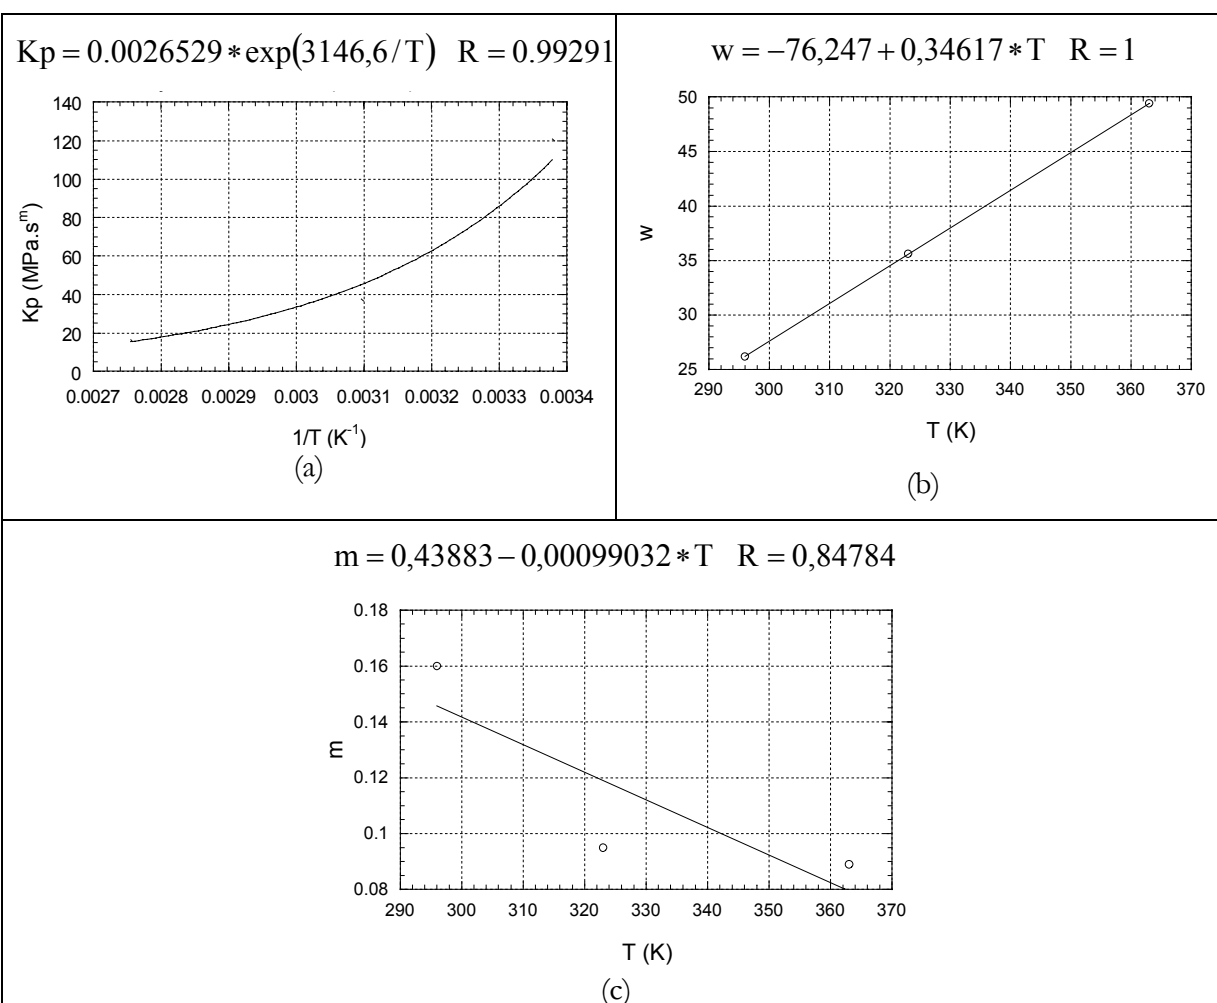 Kp = 0.0026529 * exp(3146,6 / T) R = 0.99291
140
120
100
80
60
40
20
0
Kp (MPa.s^m)
0.0027 0.0028 0.0029 0.003 0.0031 0.0032 0.0033 0.0034
1/T (K^-1)
(a)
w = −76,247 + 0,34617 * T R = 1
50
45
40
35
30
25
w
290 300 310 320 330 340 350 360 370
T (K)
(b)
m = 0,43883 − 0,00099032 * T R = 0,84784
0.18
0.16
0.14
0.12
0.1
0.08
m
290 300 310 320 330 340 350 360 370
T (K)
(c)